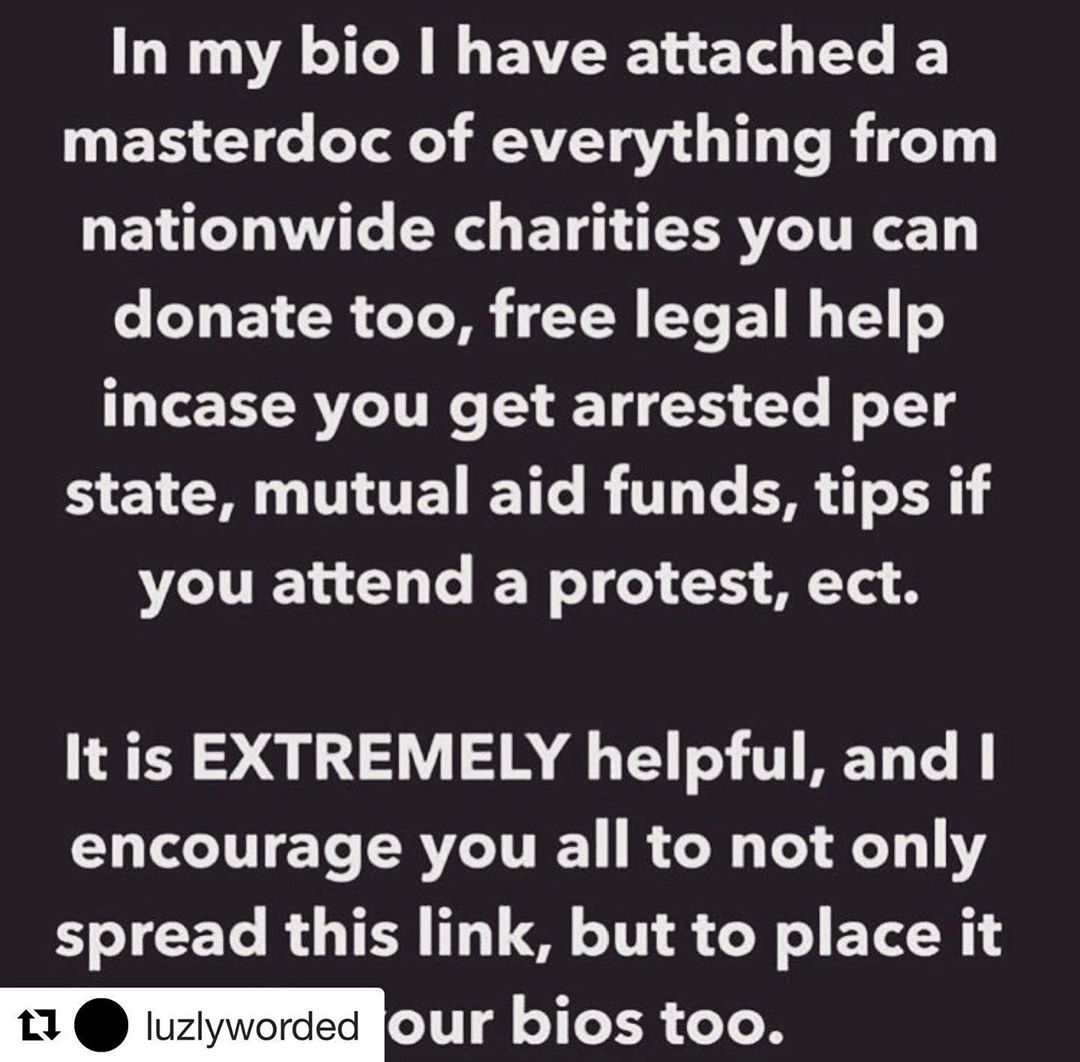 In my bio I have attached a
masterdoc of everything from
nationwide charities you can
donate too, free legal help
incase you get arrested per
state, mutual aid funds, tips if
you attend a protest, ect.
It is EXTREMELY helpful, and I
encourage you all to not only
spread this link, but to place it
our bios too.
luzlyworded